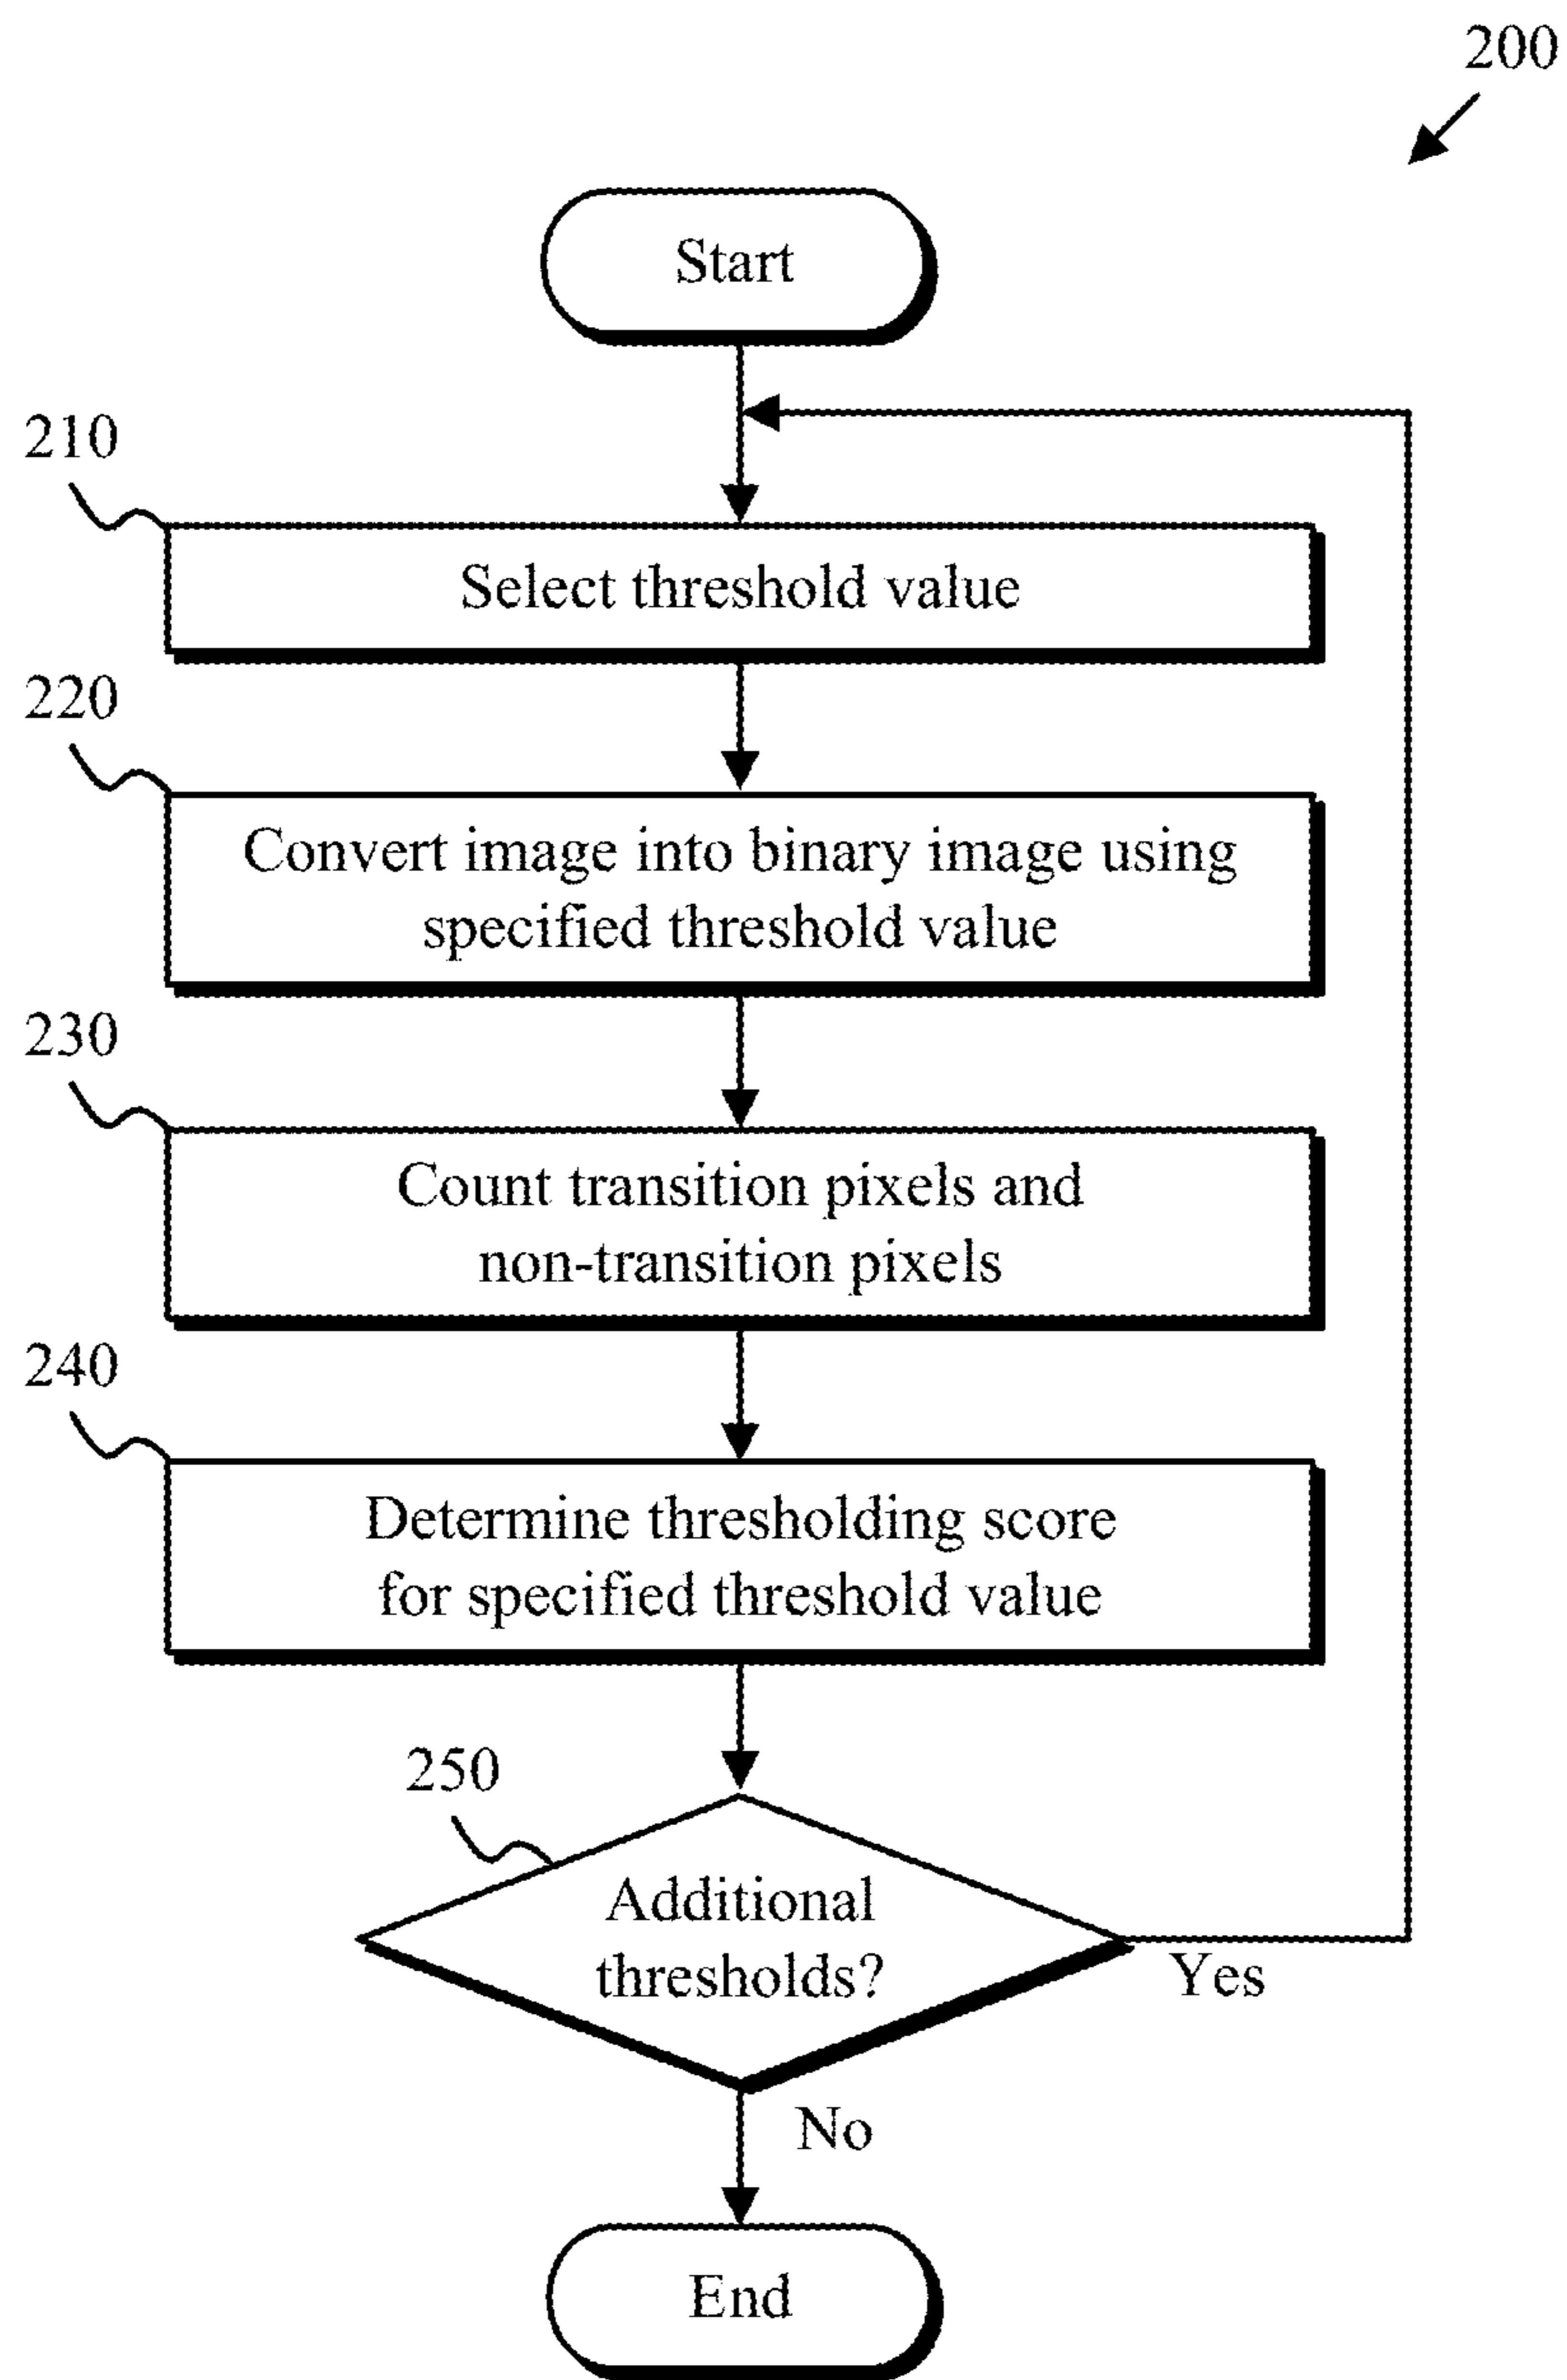 200
Start
210
Select threshold value
220
Convert image into binary image using
specified threshold value
230
Count transition pixels and
non-transition pixels
240
Determine thresholding score
for specified threshold value
250
Additional
thresholds?
Yes
No
End